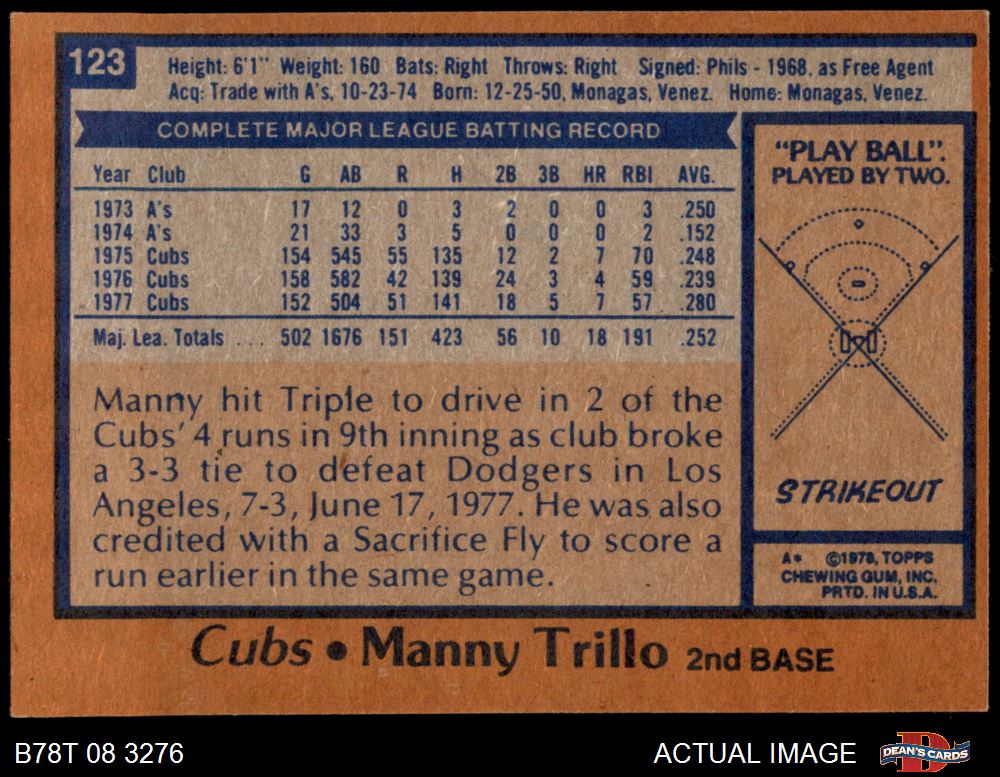 123
Height: 6'1" Weight: 160 Bats: Right Throws: Right Signed: Phils - 1968, as Free Agent
Acq: Trade with A's, 10-23-74 Born: 12-25-50, Monagas, Venez. Home: Monagas, Venez.
COMPLETE MAJOR LEAGUE BATTING RECORD
Year Club G AB R H 2B 3B HR RBI AVG.
1973 A's 17 12 0 3 2 0 0 3 .250
1974 A's 21 33 3 5 0 0 0 2 .152
1975 Cubs 154 545 55 135 12 2 7 70 .248
1976 Cubs 158 582 42 139 24 3 4 59 .239
1977 Cubs 152 504 51 141 18 5 7 57 .280
Maj. Lea. Totals ... 502 1676 151 423 56 10 18 191 .252
Manny hit Triple to drive in 2 of the
Cubs' 4 runs in 9th inning as club broke
a 3-3 tie to defeat Dodgers in Los
Angeles, 7-3, June 17, 1977. He was also
credited with a Sacrifice Fly to score a
run earlier in the same game.
"PLAY BALL".
PLAYED BY TWO.
STRIKEOUT
A* ©1978, TOPPS
CHEWING GUM, INC.
PRTD. IN U.S.A.
Cubs • Manny Trillo 2nd BASE
B78T 08 3276
ACTUAL IMAGE
D
DEAN'S CARDS